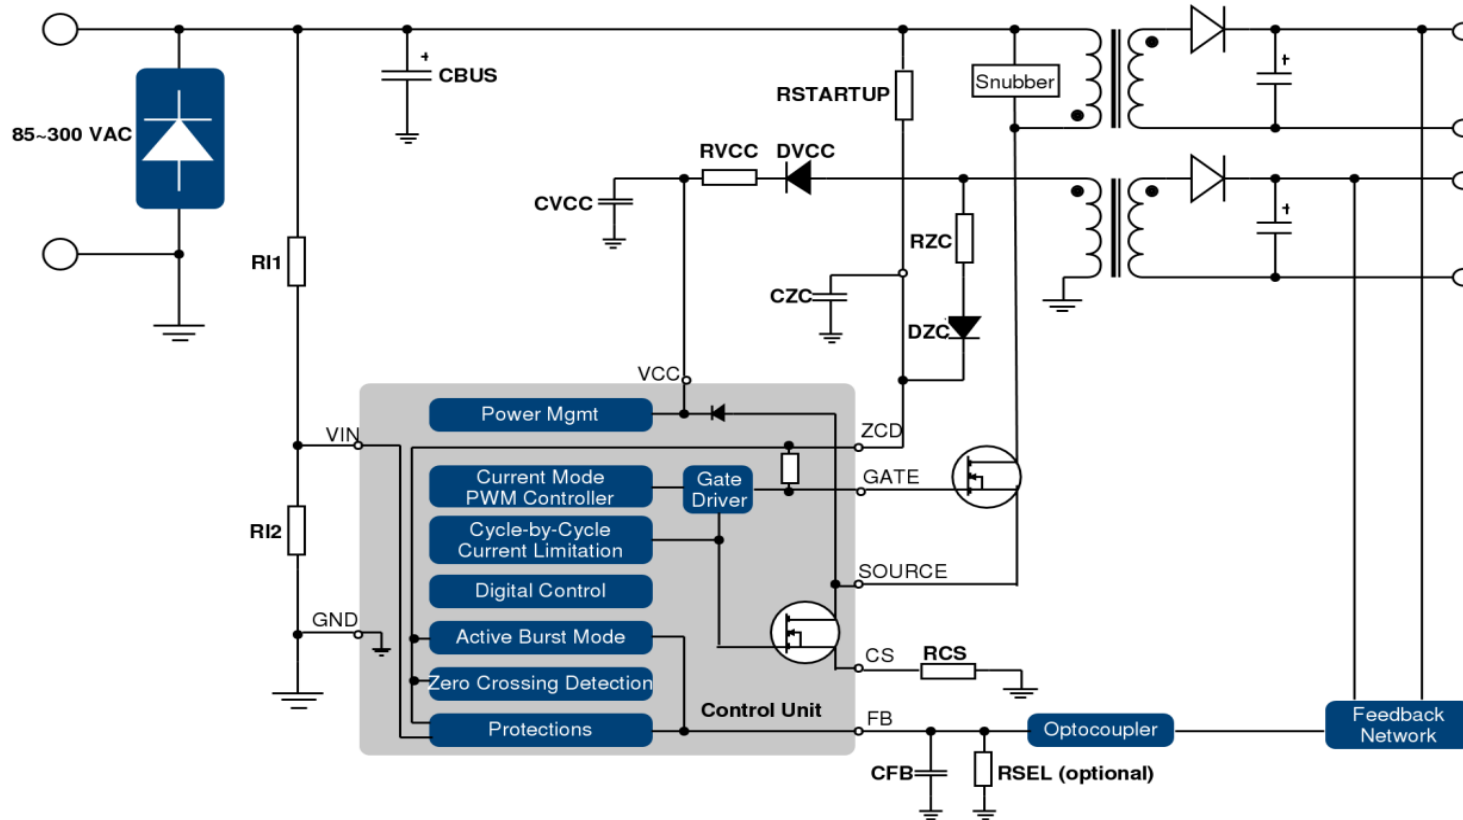 CBUS
85~300 VAC
RSTARTUP
Snubber
RVCC
DVCC
CVCC
RZC
RI1
CZC
DZC
VCC
Power Mgmt
VIN
ZCD
Current Mode
PWM Controller
Gate
Driver
GATE
Cycle-by-Cycle
Current Limitation
RI2
Digital Control
SOURCE
GND
Active Burst Mode
CS
RCS
Zero Crossing Detection
Control Unit
Protections
FB
Optocoupler
Feedback
Network
CFB
RSEL (optional)